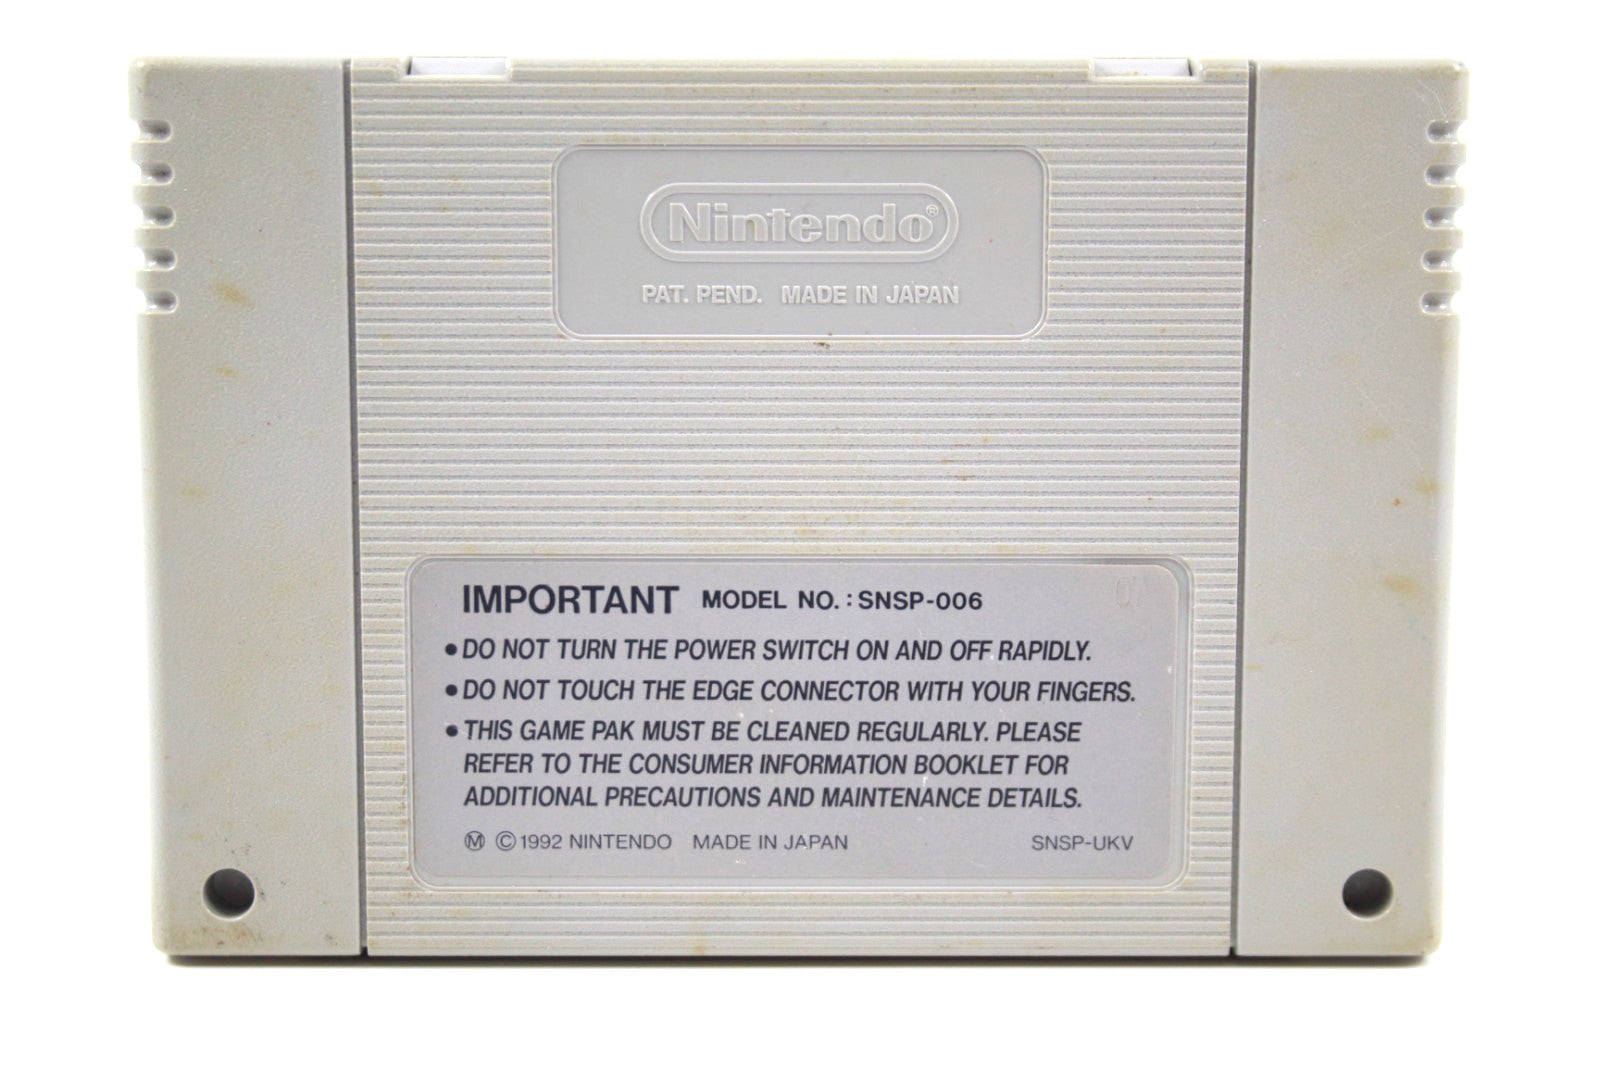 Nintendo®
PAT. PEND. MADE IN JAPAN
IMPORTANT MODEL NO. : SNSP-006
07
• DO NOT TURN THE POWER SWITCH ON AND OFF RAPIDLY.
• DO NOT TOUCH THE EDGE CONNECTOR WITH YOUR FINGERS.
• THIS GAME PAK MUST BE CLEANED REGULARLY. PLEASE
REFER TO THE CONSUMER INFORMATION BOOKLET FOR
ADDITIONAL PRECAUTIONS AND MAINTENANCE DETAILS.
Ⓜ ©1992 NINTENDO MADE IN JAPAN SNSP-UKV